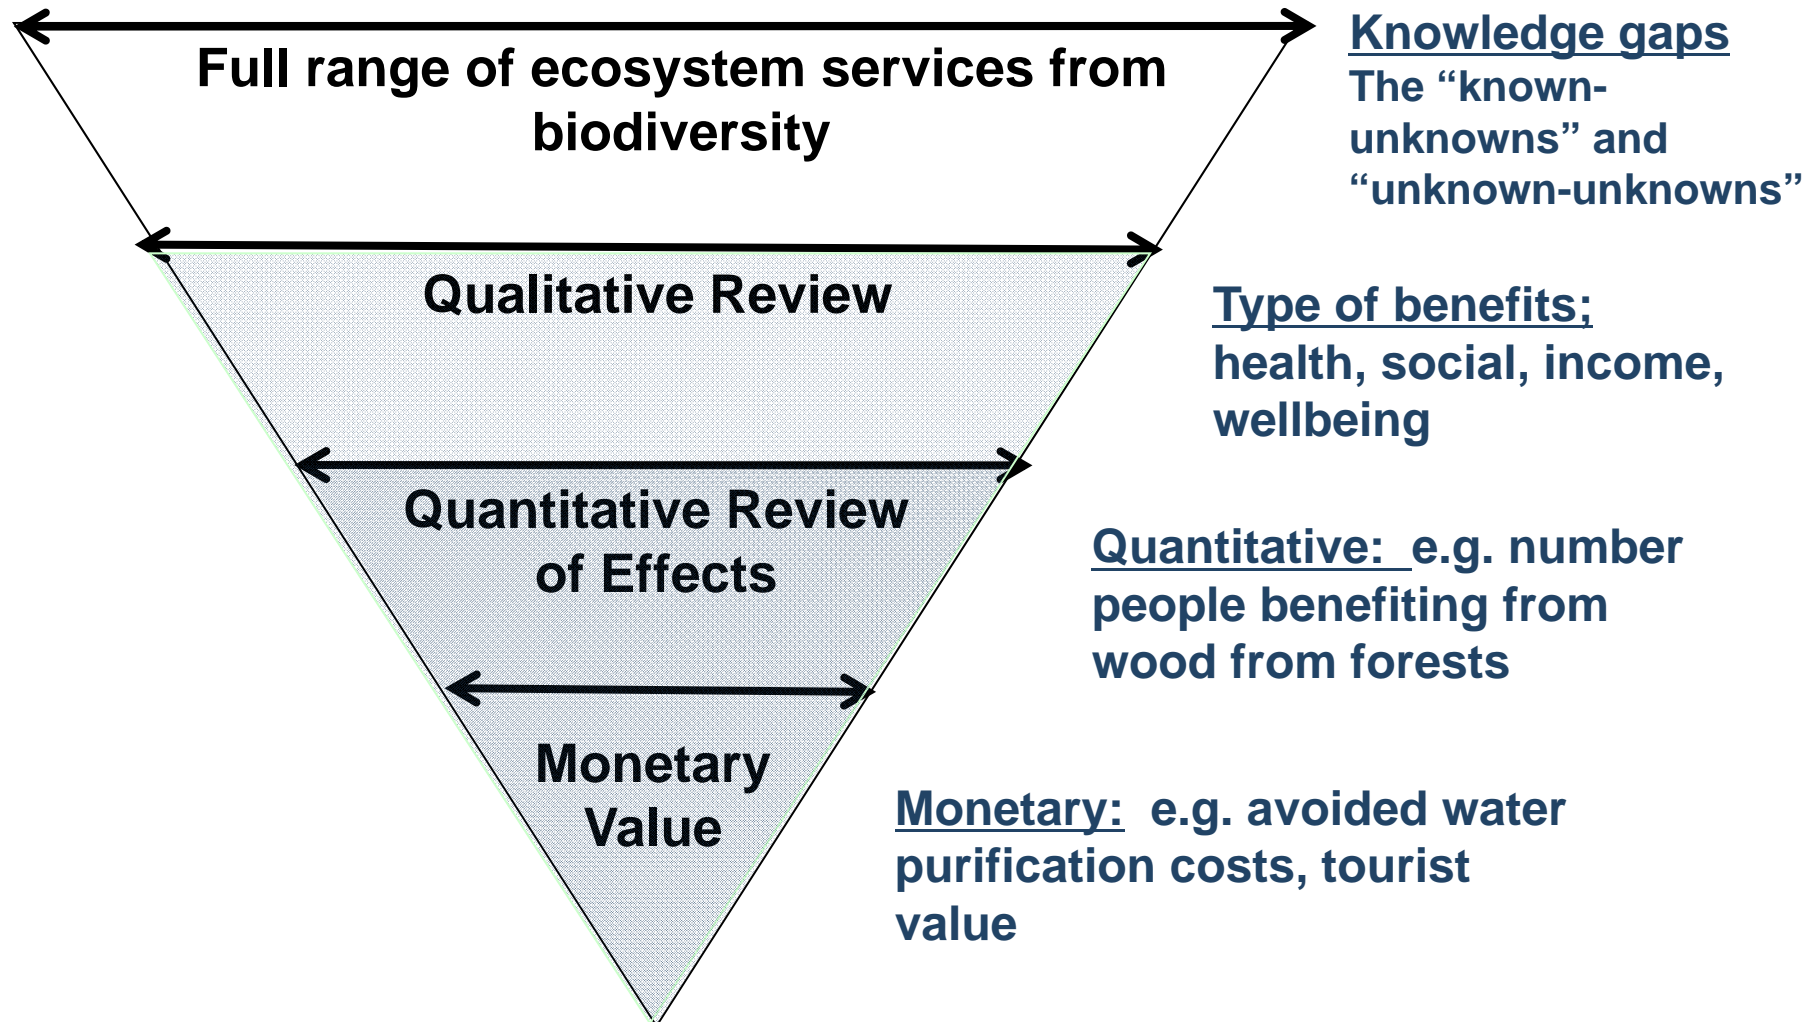 Full range of ecosystem services from
biodiversity
Knowledge gaps
The “known-
unknowns” and
“unknown-unknowns”
Qualitative Review
Type of benefits;
health, social, income,
wellbeing
Quantitative Review
of Effects
Quantitative: e.g. number
people benefiting from
wood from forests
Monetary
Value
Monetary: e.g. avoided water
purification costs, tourist
value